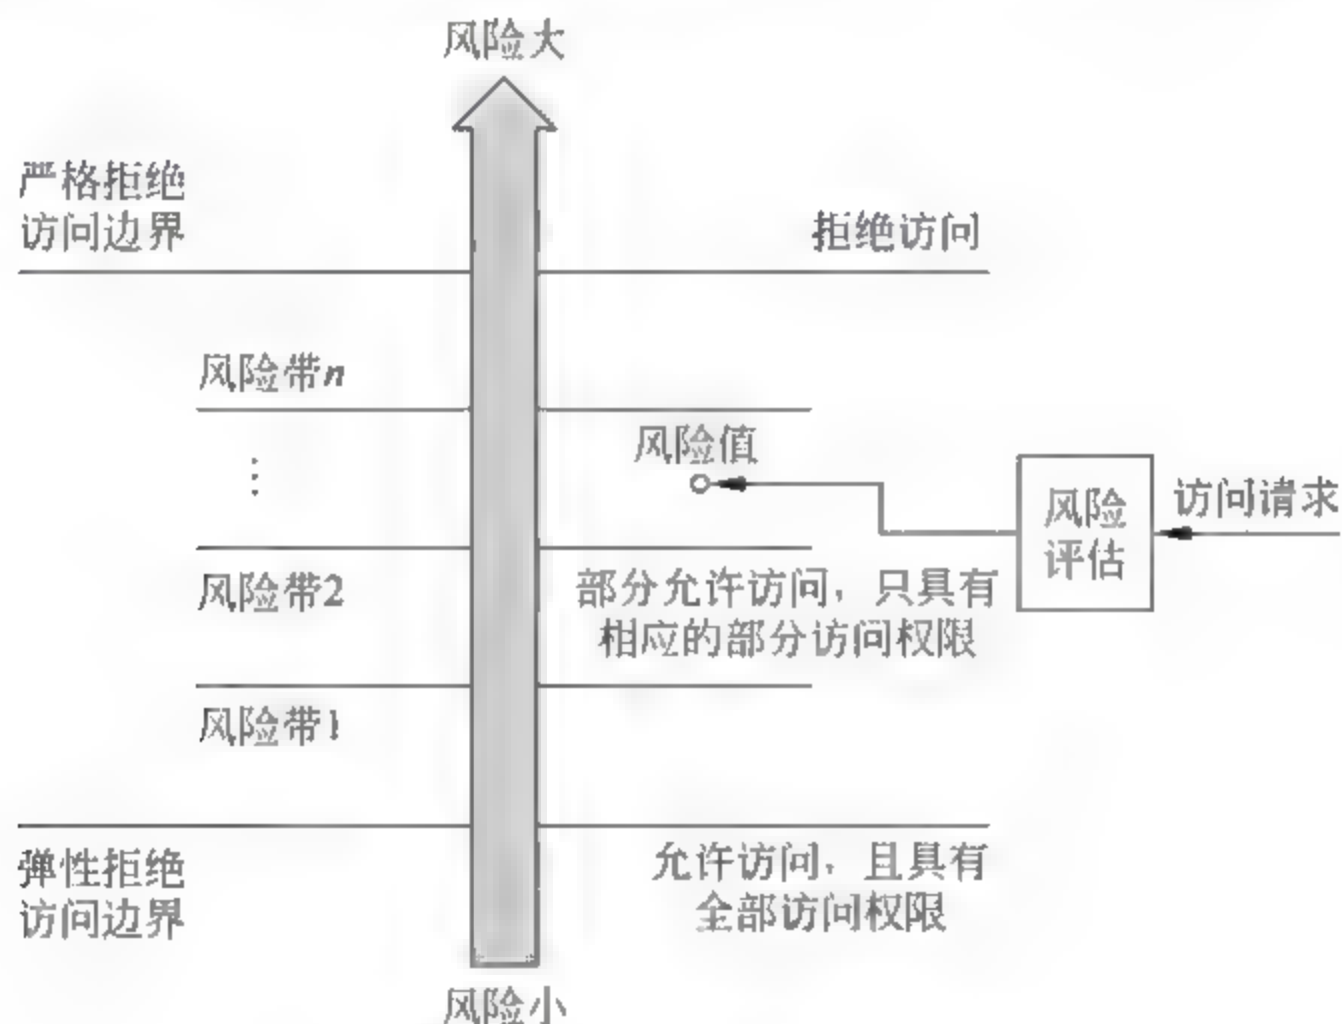 风险大
严格拒绝
访问边界
拒绝访问
风险带n
风险值
⋮
访问请求
风险
评估
风险带2
部分允许访问，只具有
相应的部分访问权限
风险带1
弹性拒绝
访问边界
允许访问，且具有
全部访问权限
风险小